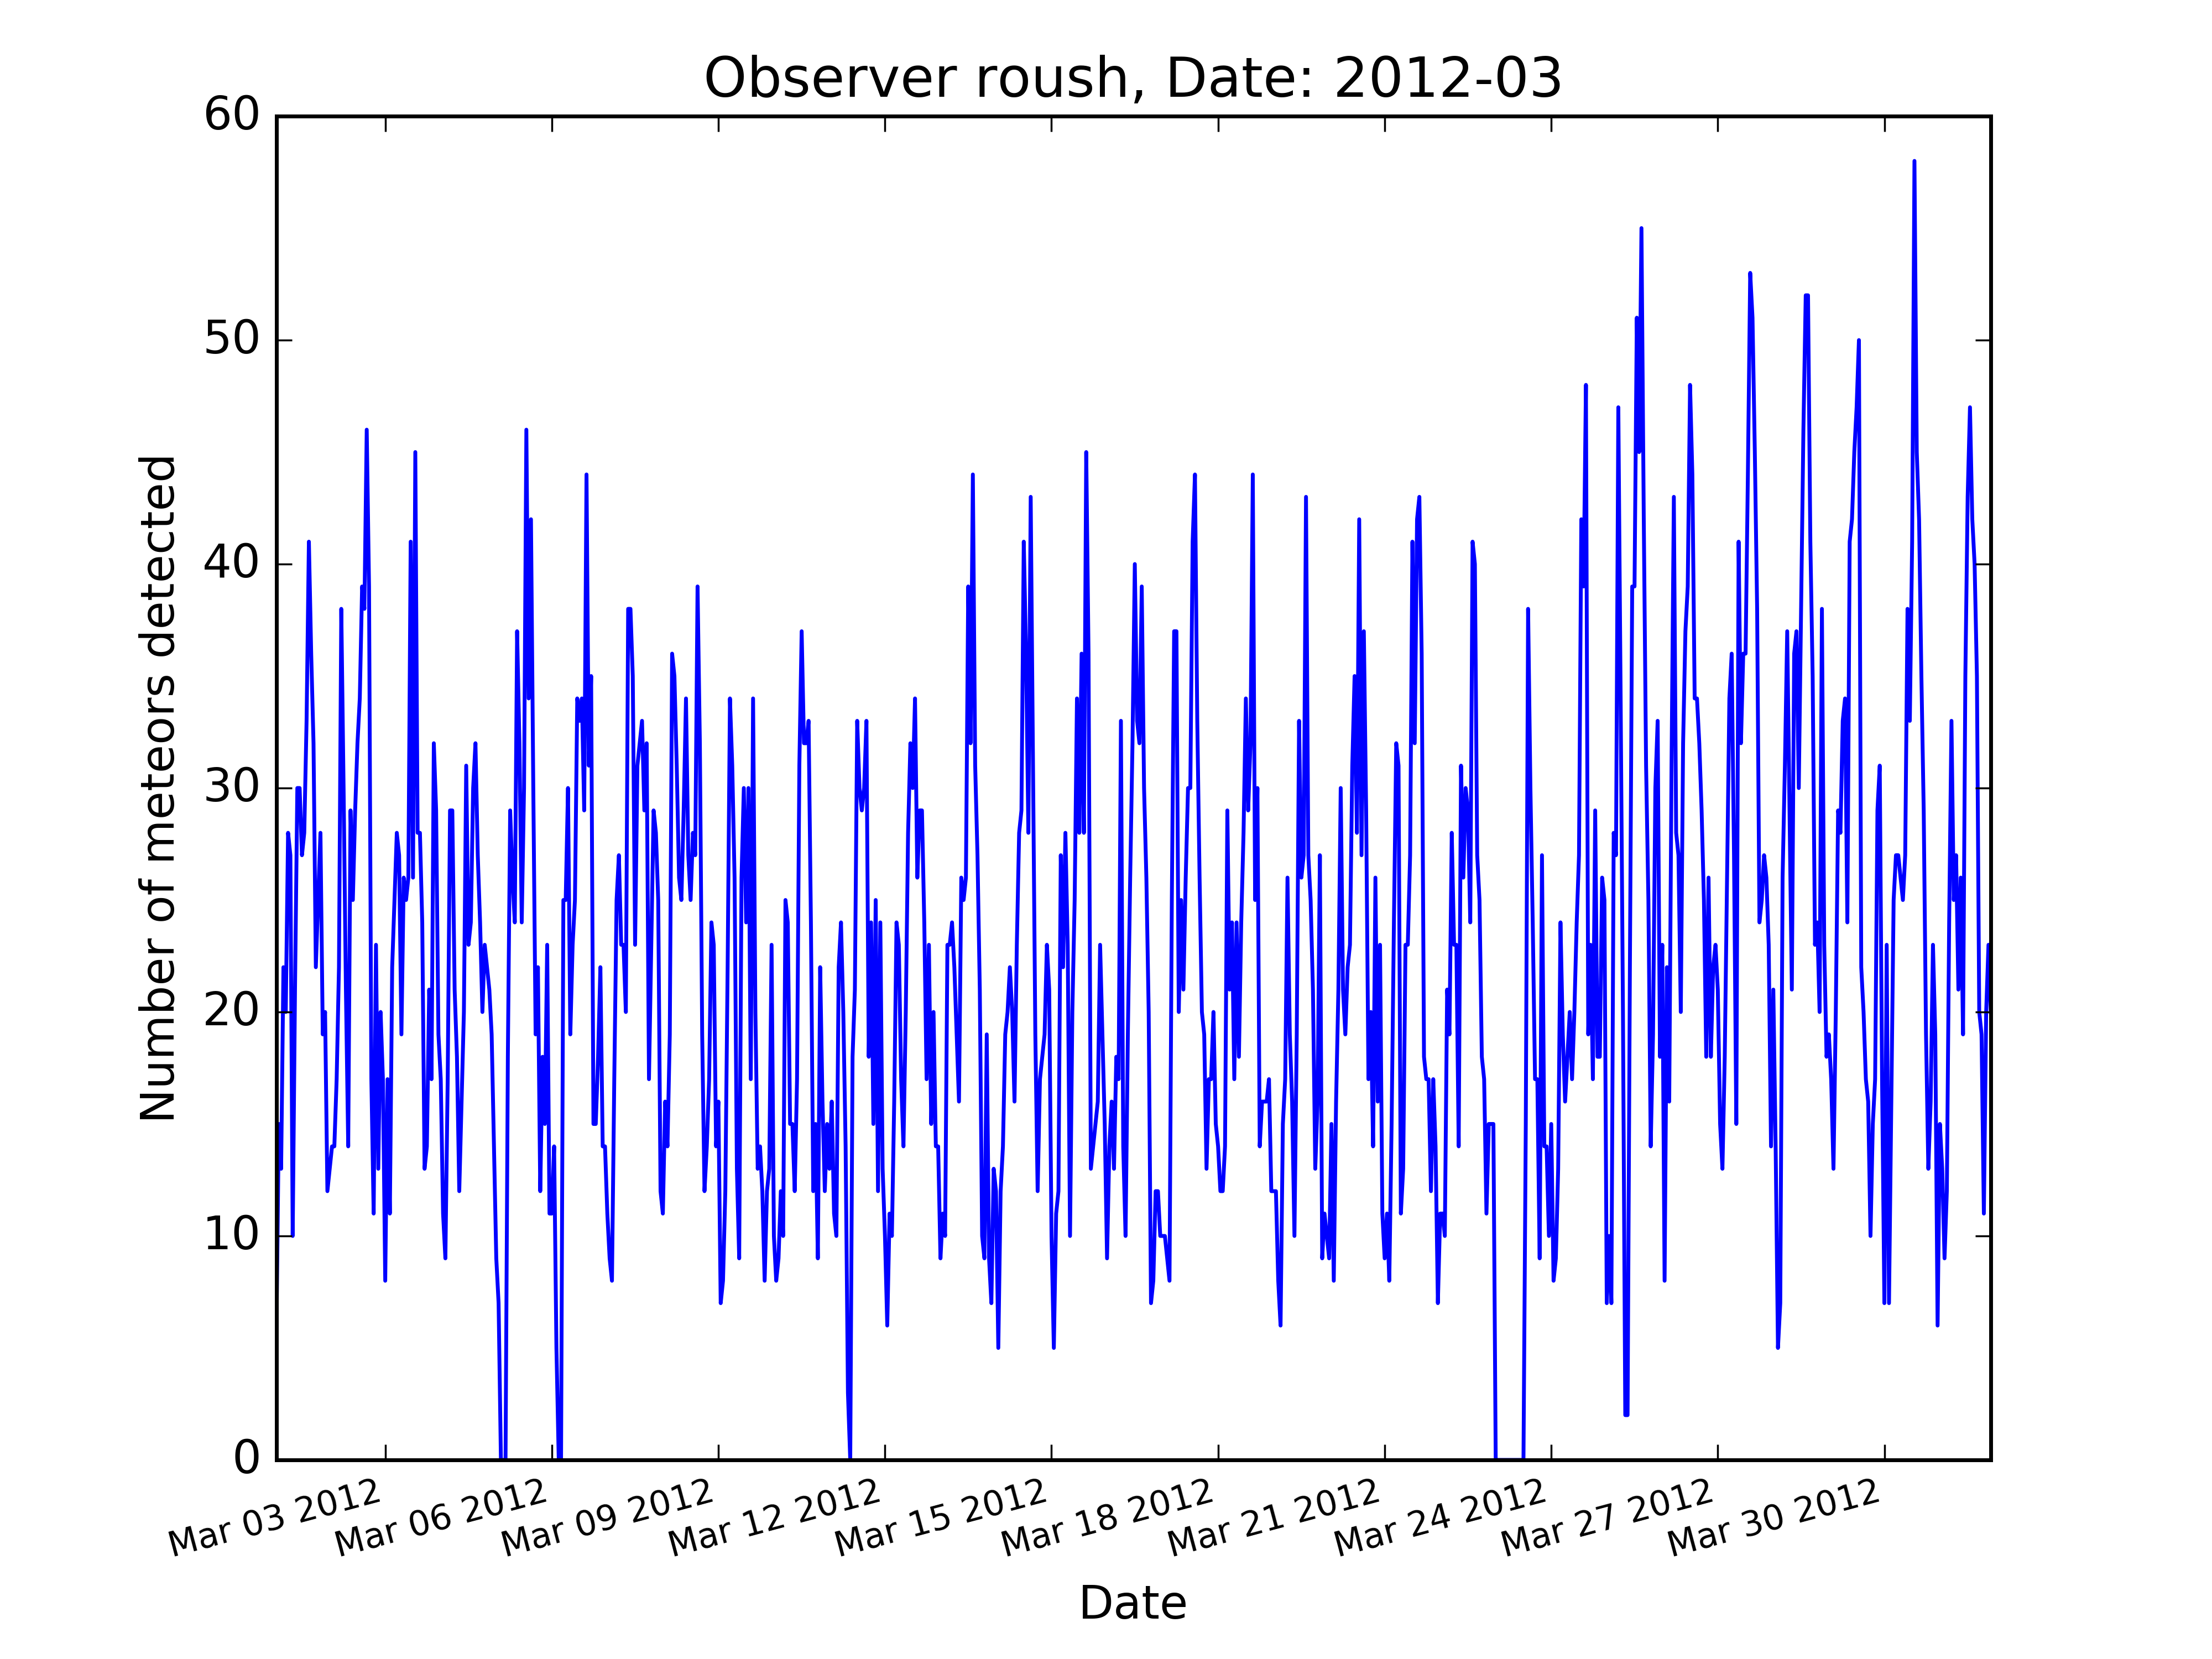 Observer roush, Date: 2012-03
60
50
40
30
20
10
0
Number of meteors detected
Mar 03 2012
Mar 06 2012
Mar 09 2012
Mar 12 2012
Mar 15 2012
Mar 18 2012
Mar 21 2012
Mar 24 2012
Mar 27 2012
Mar 30 2012
Date